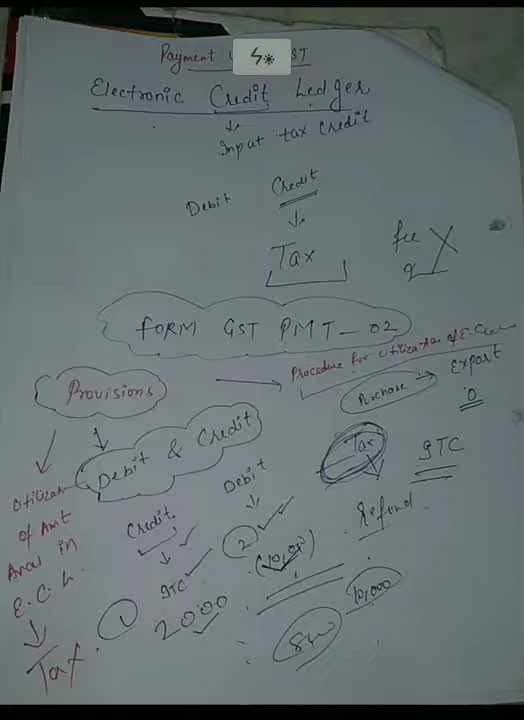 Payment ST
Electronic Credit Ledger
Input tax Credit
Debit Credit
Tax
fee
FORM GST PMT-02
Provisions
Procedure for Utilization of E.
Purchase → Export
0
Debit & Credit
Tax
ITC
Utilization
of Amt
in
E.C.L.
Tax
Credit
Debit
ITC
1
2
2000
Refund
10,000